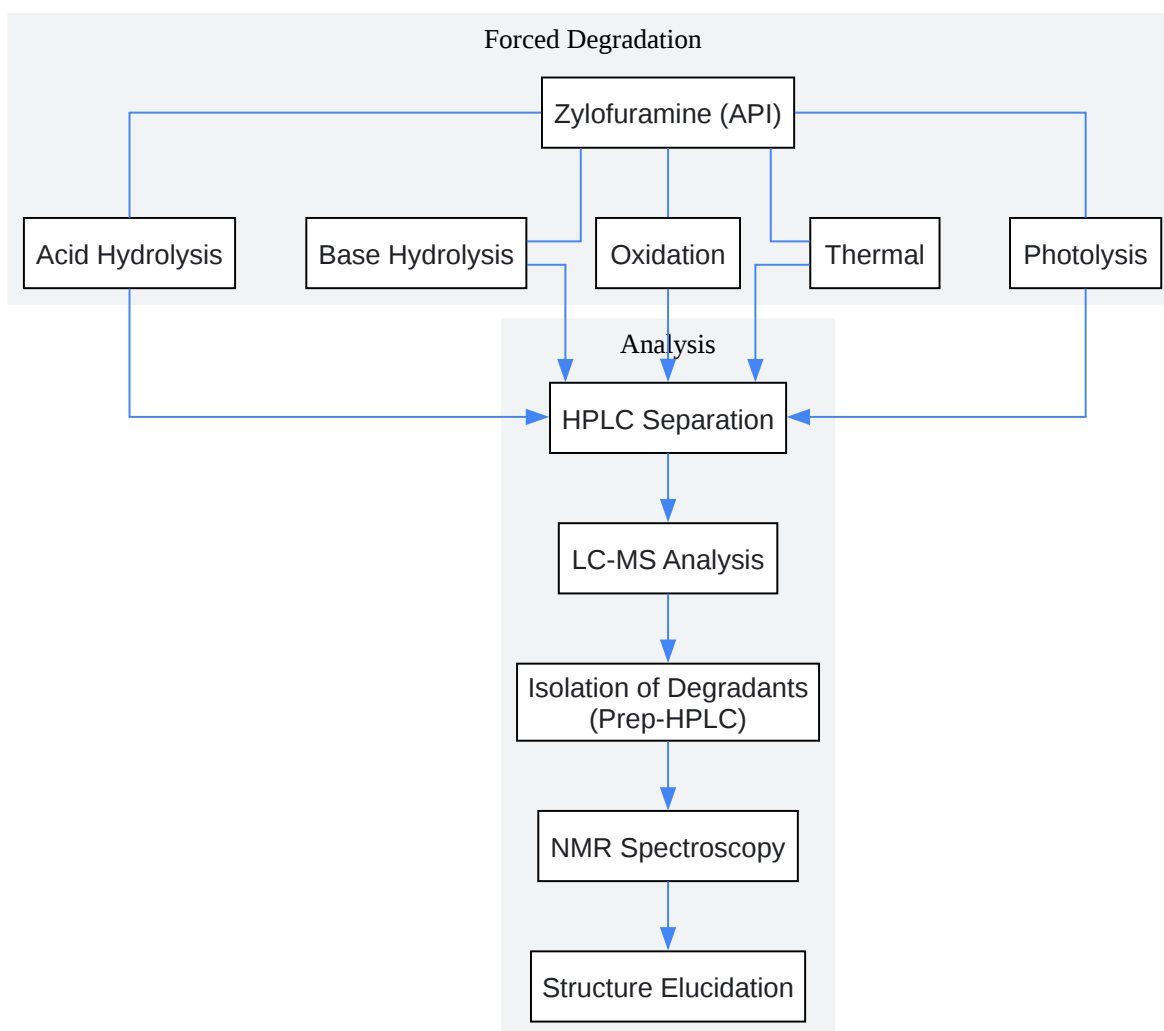 Forced Degradation
Zylofuramine (API)
Acid Hydrolysis
Base Hydrolysis
Oxidation
Thermal
Photolysis
Analysis
HPLC Separation
LC-MS Analysis
Isolation of Degradants
(Prep-HPLC)
NMR Spectroscopy
Structure Elucidation